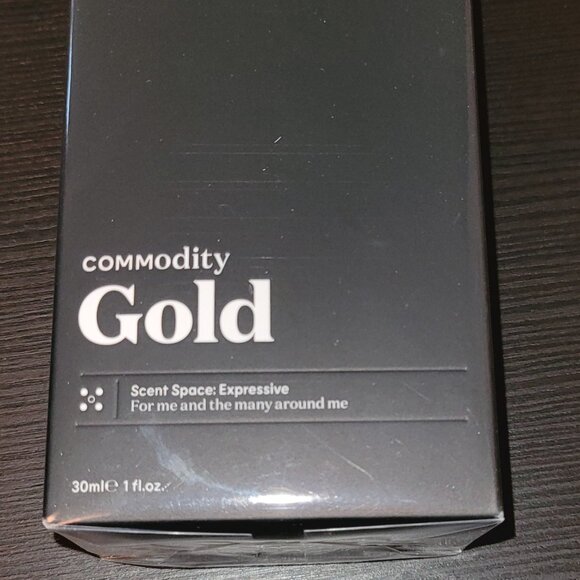 COMMOdity
Gold
Scent Space: Expressive
For me and the many around me
30ml℮ 1 fl.oz.